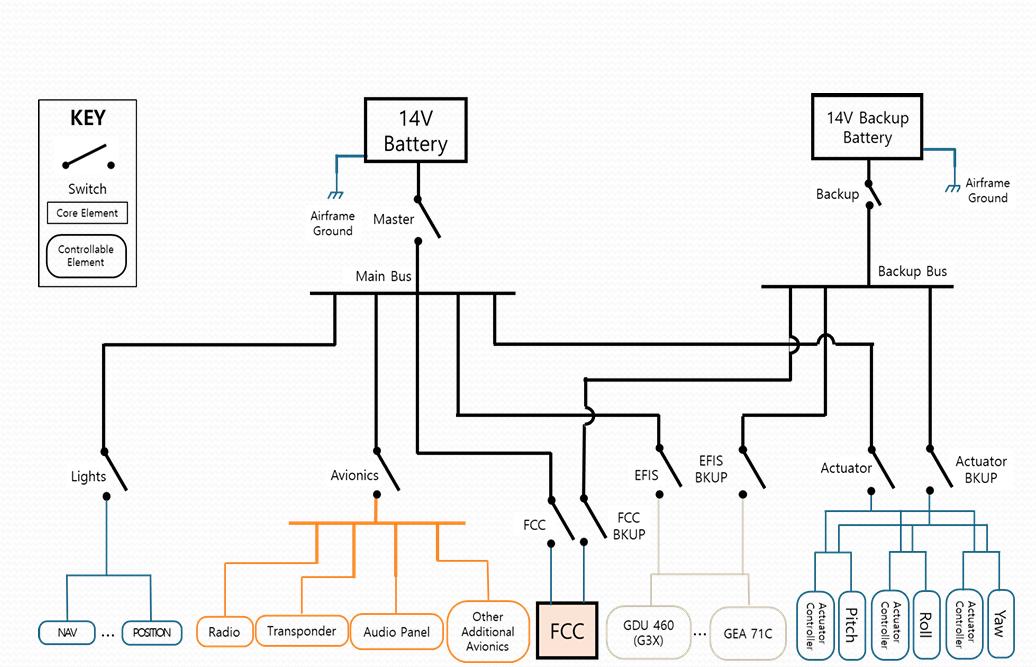 KEY
Switch
Core Element
Controllable
Element
14V
Battery
Airframe
Ground
Master
Main Bus
14V Backup
Battery
Backup
Airframe
Ground
Backup Bus
Lights
Avionics
FCC
FCC
BKUP
EFIS
EFIS
BKUP
Actuator
Actuator
BKUP
NAV
...
POSITION
Radio
Transponder
Audio Panel
Other
Additional
Avionics
FCC
GDU 460
(G3X)
...
GEA 71C
Actuator
Controller
Pitch
Actuator
Controller
Roll
Actuator
Controller
Yaw